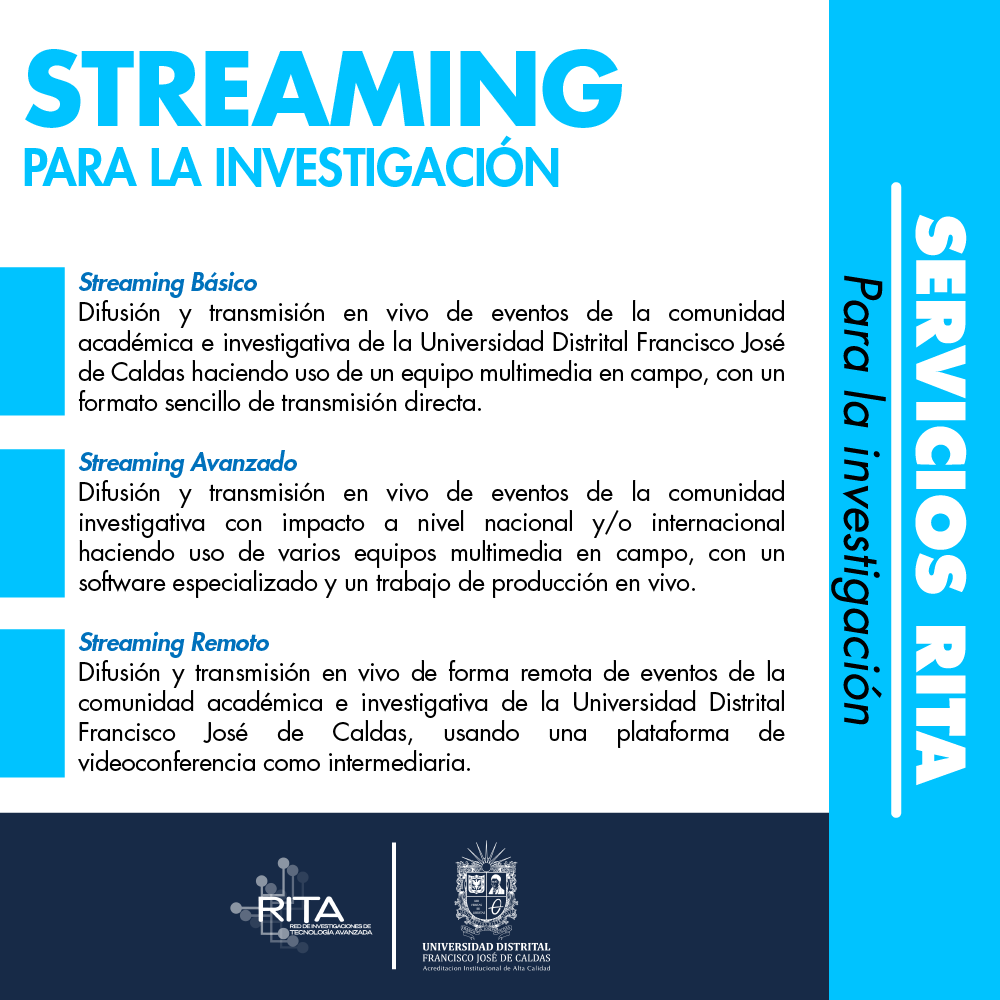 STREAMING
PARA LA INVESTIGACIÓN
Streaming Básico
Difusión y transmisión en vivo de eventos de la comunidad
académica e investigativa de la Universidad Distrital Francisco José
de Caldas haciendo uso de un equipo multimedia en campo, con un
formato sencillo de transmisión directa.
Streaming Avanzado
Difusión y transmisión en vivo de eventos de la comunidad
investigativa con impacto a nivel nacional y/o internacional
haciendo uso de varios equipos multimedia en campo, con un
software especializado y un trabajo de producción en vivo.
Streaming Remoto
Difusión y transmisión en vivo de forma remota de eventos de la
comunidad académica e investigativa de la Universidad Distrital
Francisco José de Caldas, usando una plataforma de
videoconferencia como intermediaria.
SERVICIOS RITA
Para la investigación
RITA
RED DE INVESTIGACIONES DE
TECNOLOGÍA AVANZADA
UNIVERSIDAD DISTRITAL
FRANCISCO JOSÉ DE CALDAS
Acreditacion Institucional de Alta Calidad